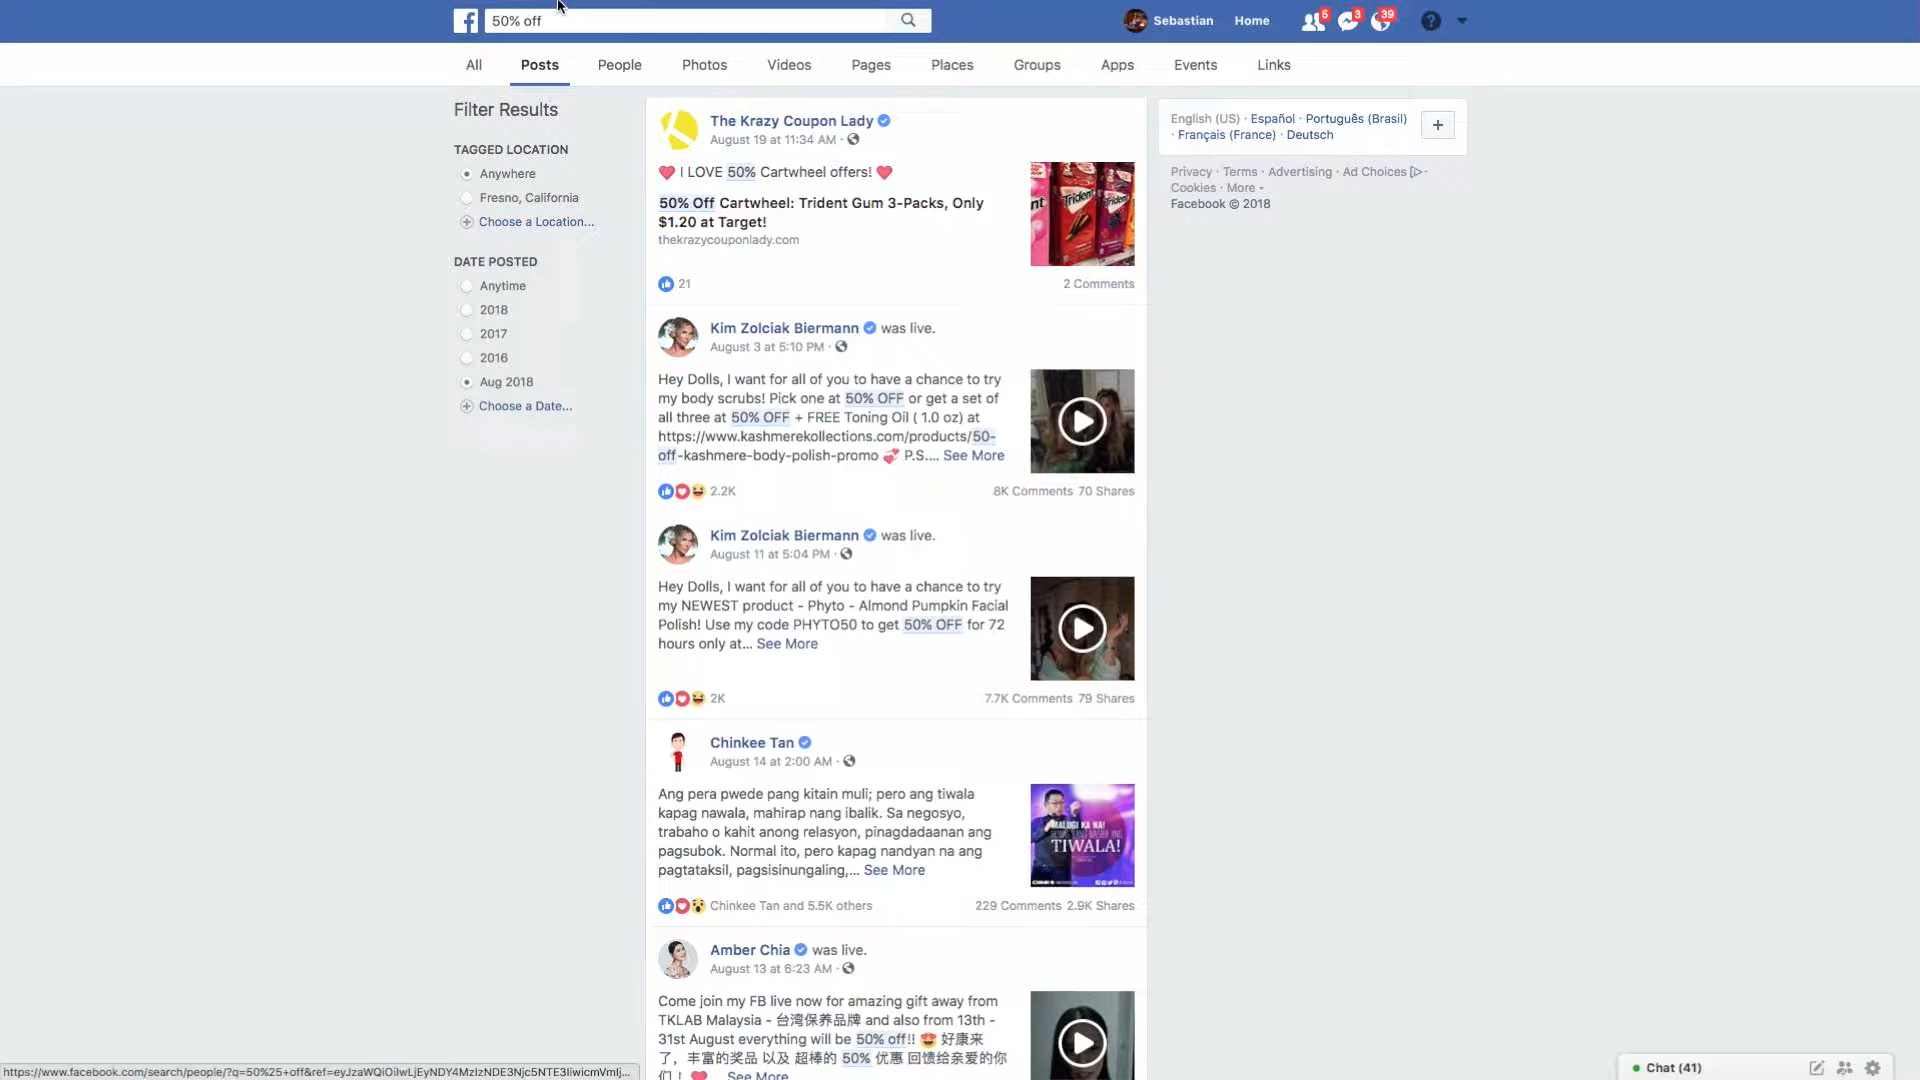 50% off
Sebastian
Home
5
3
39
All
Posts
People
Photos
Videos
Pages
Places
Groups
Apps
Events
Links
Filter Results
TAGGED LOCATION
Anywhere
Fresno, California
Choose a Location...
DATE POSTED
Anytime
2018
2017
2016
Aug 2018
Choose a Date...
The Krazy Coupon Lady
August 19 at 11:34 AM ·
I LOVE 50% Cartwheel offers!
50% Off Cartwheel: Trident Gum 3-Packs, Only
$1.20 at Target!
thekrazycouponlady.com
Trident
21
2 Comments
Kim Zolciak Biermann was live.
August 3 at 5:10 PM ·
Hey Dolls, I want for all of you to have a chance to try
my body scrubs! Pick one at 50% OFF or get a set of
all three at 50% OFF + FREE Toning Oil ( 1.0 oz) at
https://www.kashmerekollections.com/products/50-
off-kashmere-body-polish-promo 💞 P.S.... See More
2.2K
8K Comments 70 Shares
Kim Zolciak Biermann was live.
August 11 at 5:04 PM ·
Hey Dolls, I want for all of you to have a chance to try
my NEWEST product - Phyto - Almond Pumpkin Facial
Polish! Use my code PHYTO50 to get 50% OFF for 72
hours only at... See More
2K
7.7K Comments 79 Shares
Chinkee Tan
August 14 at 2:00 AM ·
Ang pera pwede pang kitain muli; pero ang tiwala
kapag nawala, mahirap nang ibalik. Sa negosyo,
trabaho o kahit anong relasyon, pinagdadaanan ang
pagsubok. Normal ito, pero kapag nandyan na ang
pagtataksil, pagsisinungaling,... See More
MALUGI KA NA!
TIWALA!
Chinkee Tan and 5.5K others
229 Comments 2.9K Shares
Amber Chia was live.
August 13 at 6:23 AM ·
Come join my FB live now for amazing gift away from
TKLAB Malaysia - 台湾保养品牌 and also from 13th -
31st August everything will be 50% off!! 😍 好康来
了，丰富的奖品 以及 超棒的 50% 优惠 回馈给亲爱的你
们！ ❤️ ... See More
English (US) · Español · Português (Brasil)
· Français (France) · Deutsch
Privacy · Terms · Advertising · Ad Choices ·
Cookies · More
Facebook © 2018
https://www.facebook.com/search/people/?q=50%25+off&ref=eyJzaWQiOiIwLjEyNDY4MzIzNDE3Njc5NTE3IiwicmVmIj...
Chat (41)